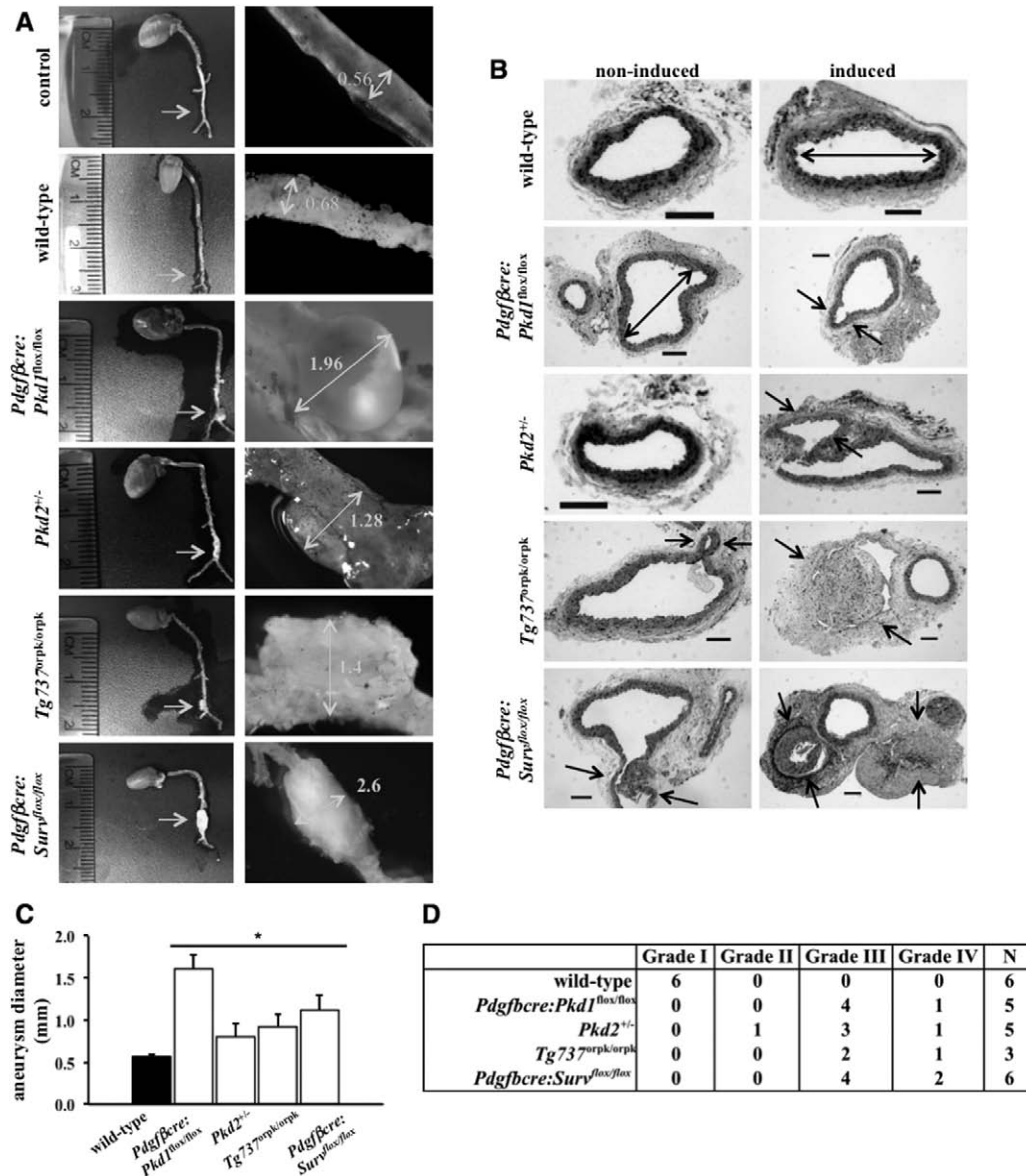 A
control
0.56
wild-type
0.68
Pdgfβcre:
Pkd1flox/flox
1.96
Pkd2+/-
1.28
Tg737orpk/orpk
1.4
Pdgfβcre:
Survflox/flox
2.6
B
non-induced induced
wild-type
Pdgfβcre:
Pkd1flox/flox
Pkd2+/-
Tg737orpk/orpk
Pdgfβcre:
Survflox/flox
C
aneurysm diameter
(mm)
2.0
1.5
1.0
0.5
0.0
*
wild-type
Pdgfβcre:
Pkd1flox/flox
Pkd2+/-
Tg737orpk/orpk
Pdgfβcre:
Survflox/flox
D
Grade I Grade II Grade III Grade IV N
wild-type 6 0 0 0 6
Pdgfbcre:Pkd1flox/flox 0 0 4 1 5
Pkd2+/- 0 1 3 1 5
Tg737orpk/orpk 0 0 2 1 3
Pdgfbcre:Survflox/flox 0 0 4 2 6